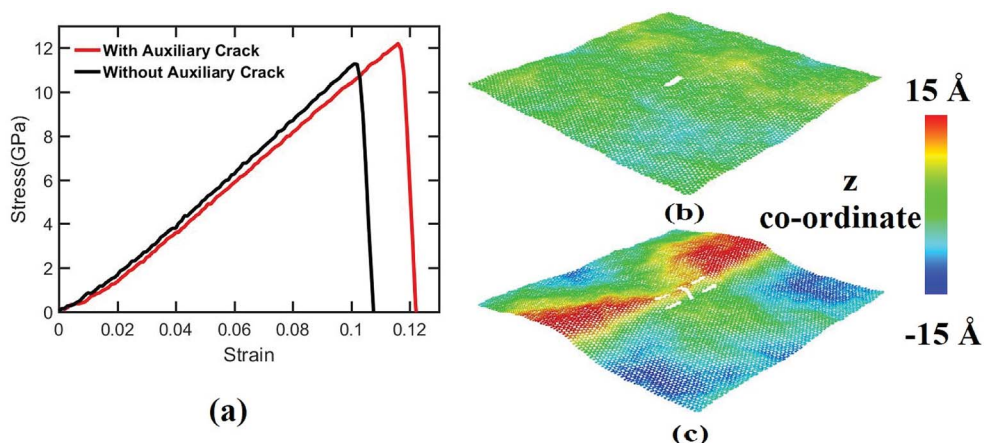 With Auxiliary Crack
Without Auxiliary Crack
12
10
8
6
4
2
0
Stress(GPa)
0 0.02 0.04 0.06 0.08 0.1 0.12
Strain
(a)
(b)
(c)
15 Å
z
co-ordinate
-15 Å